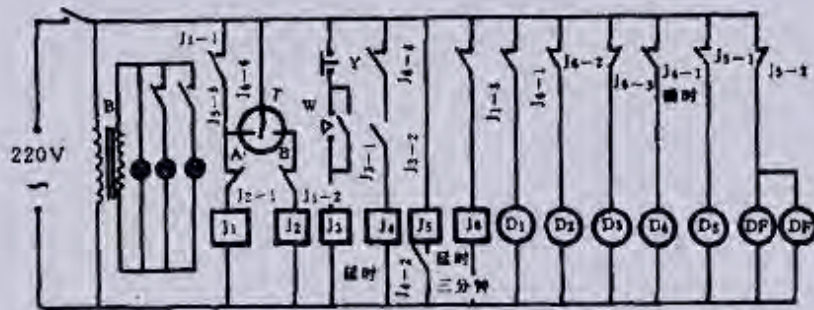 220V
~
B
J₁₋₁
J₅₋₃
J₆₋₄
T
A
B
J₂₋₁
J₁₋₂
J₁
J₂
Y
W
J₃
延时
J₆₋₄
J₃₋₁
J₃₋₂
J₄
J₄₋₂
J₅
延时
三分钟
J₆
J₁₋₃
J₄₋₁
J₆₋₂
J₆₋₃
J₄₋₁
瞬时
J₅₋₁
J₅₋₂
D₁
D₂
D₃
D₄
D₅
DF
DF